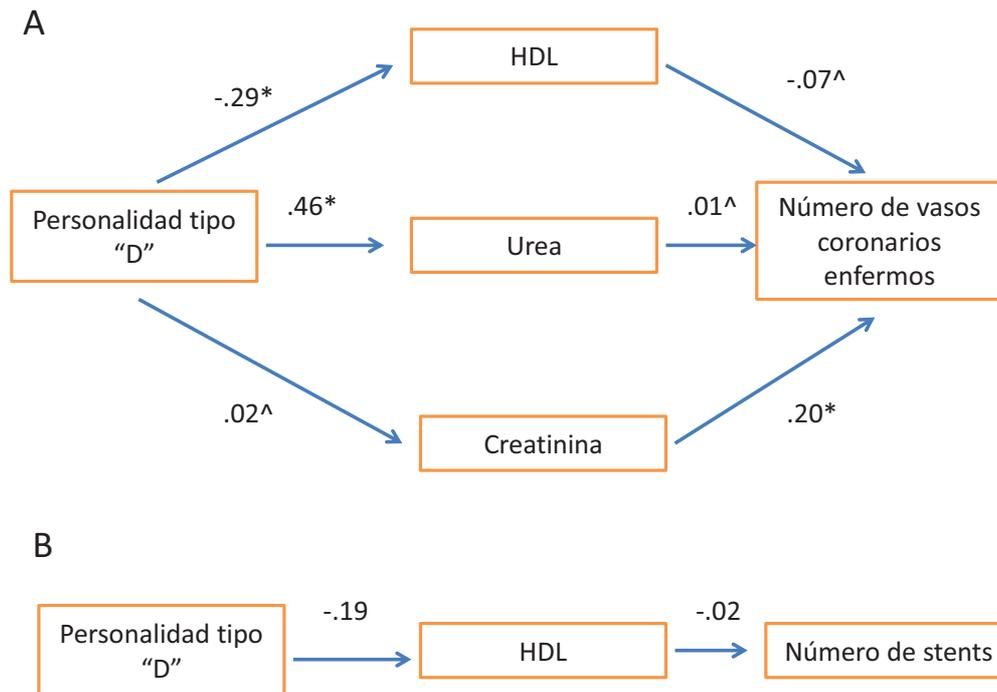 A
HDL
-.29*
-.07^
Personalidad tipo
“D”
.46*
Urea
.01^
Número de vasos
coronarios
enfermos
.02^
Creatinina
.20*
B
Personalidad tipo
“D”
-.19
HDL
-.02
Número de stents